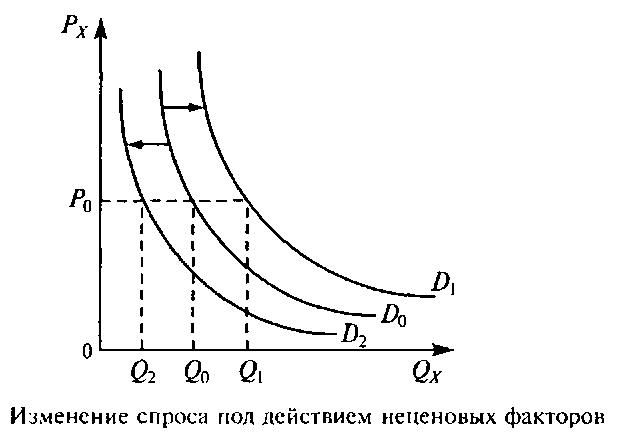 P_X
P_0
D_1
D_0
D_2
0
Q_2 Q_0 Q_1 Q_X
Изменение спроса под действием неценовых факторов